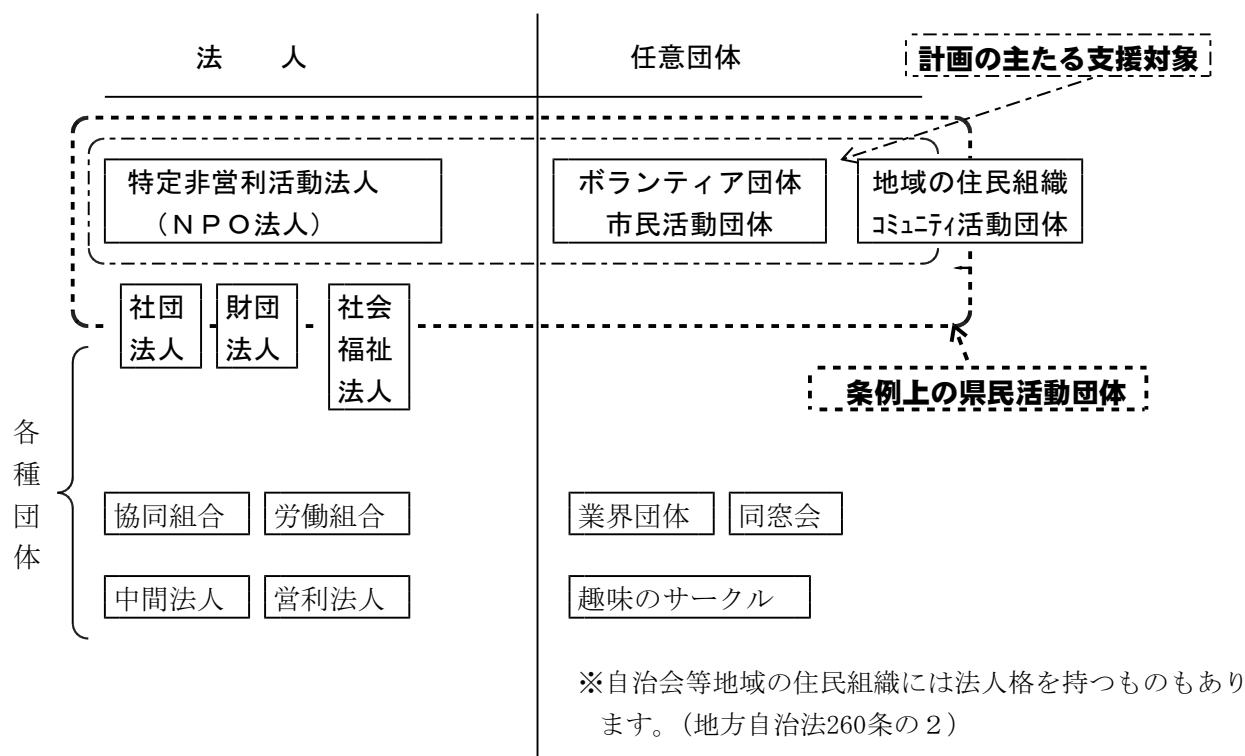 法　人
任意団体
計画の主たる支援対象
特定非営利活動法人
（ＮＰＯ法人）
ボランティア団体
市民活動団体
地域の住民組織
ｺﾐｭﾆﾃｨ活動団体
社団
法人
財団
法人
社会
福祉
法人
条例上の県民活動団体
各種団体
協同組合
労働組合
業界団体
同窓会
中間法人
営利法人
趣味のサークル
※自治会等地域の住民組織には法人格を持つものもあり
ます。（地方自治法260条の２）